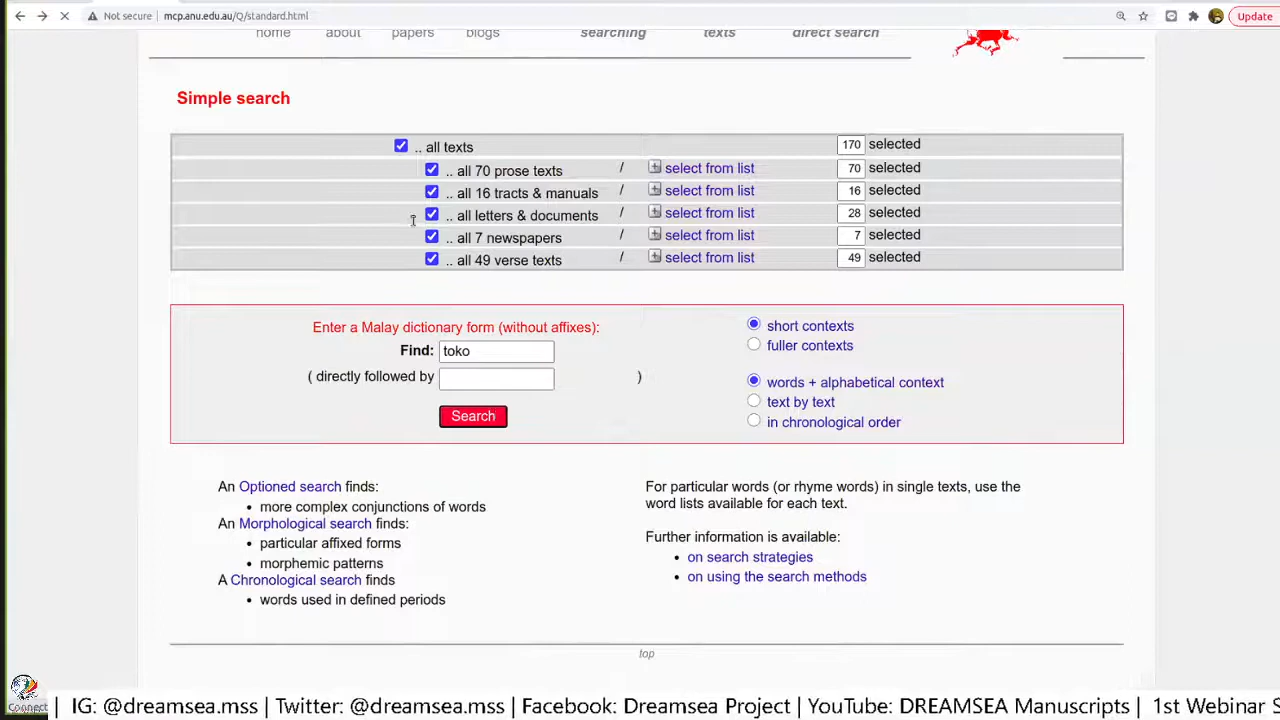 Not secure | mcp.anu.edu.au/Q/standard.html Update
home about papers blogs searching texts direct search
Simple search
.. all texts 170 selected
.. all 70 prose texts / select from list 70 selected
.. all 16 tracts & manuals / select from list 16 selected
.. all letters & documents / select from list 28 selected
.. all 7 newspapers / select from list 7 selected
.. all 49 verse texts / select from list 49 selected
Enter a Malay dictionary form (without affixes):
Find: toko
( directly followed by )
Search
short contexts
fuller contexts
words + alphabetical context
text by text
in chronological order
An Optioned search finds:
• more complex conjunctions of words
An Morphological search finds:
• particular affixed forms
• morphemic patterns
A Chronological search finds
• words used in defined periods
For particular words (or rhyme words) in single texts, use the
word lists available for each text.
Further information is available:
• on search strategies
• on using the search methods
top
Connect
| IG: @dreamsea.mss | Twitter: @dreamsea.mss | Facebook: Dreamsea Project | YouTube: DREAMSEA Manuscripts | 1st Webinar S